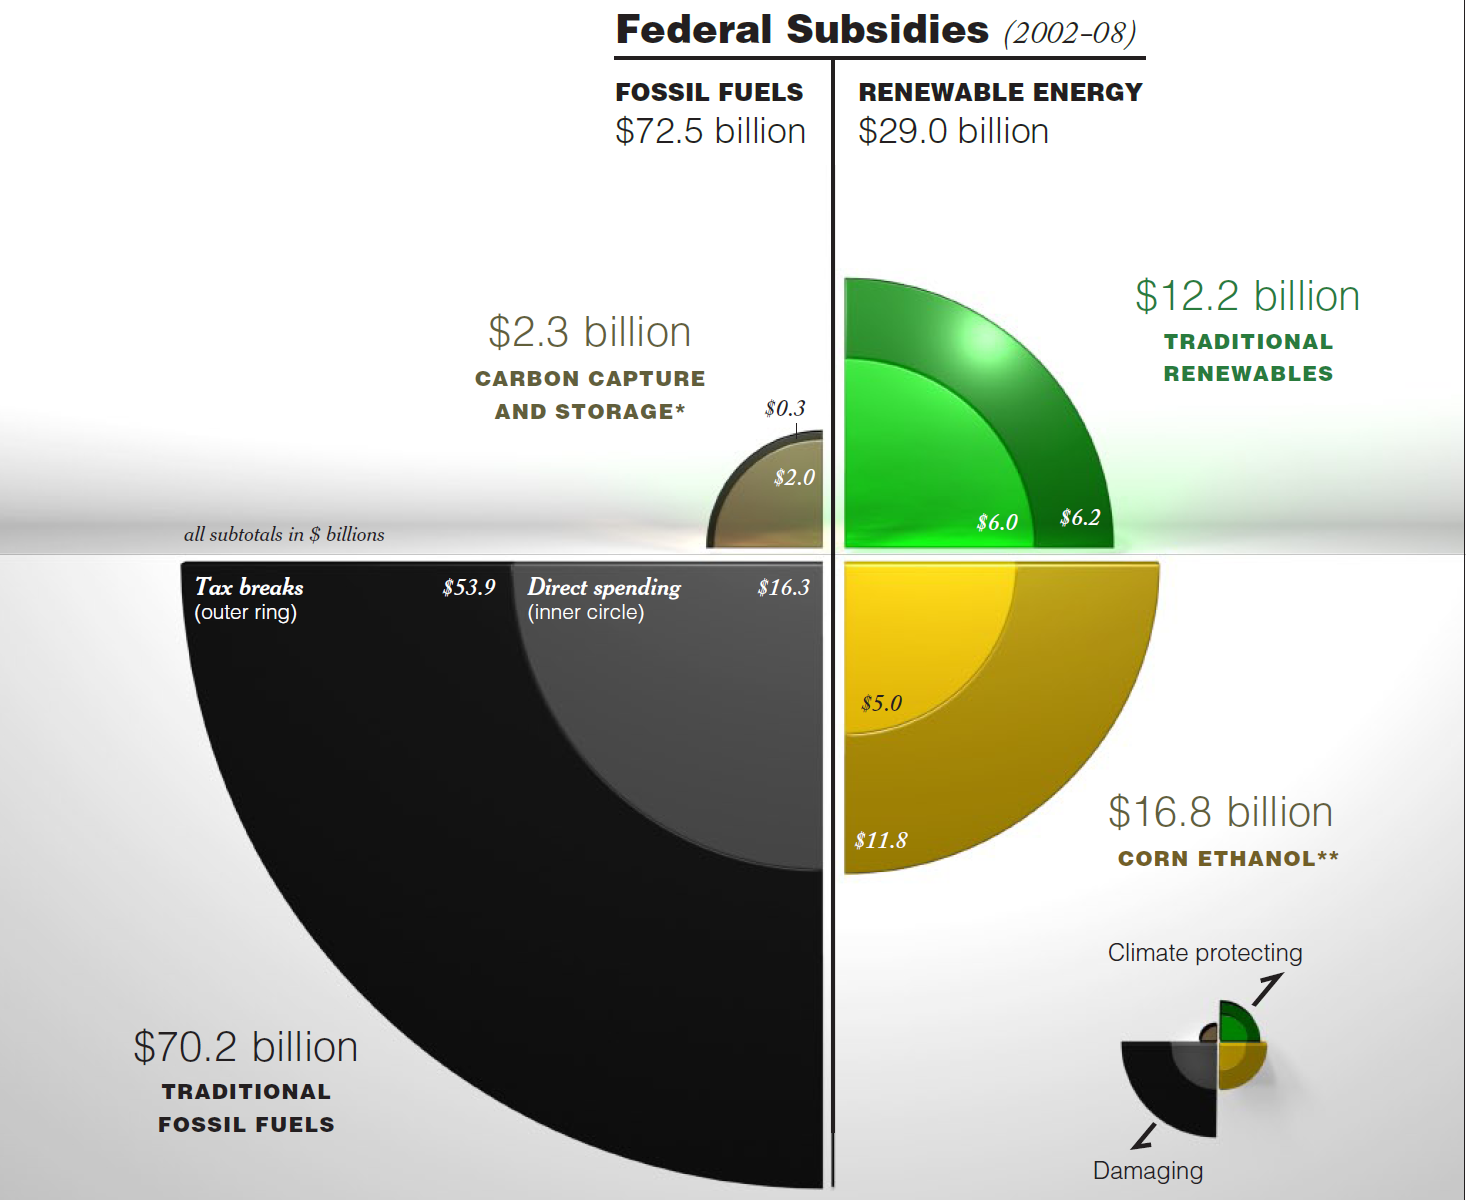 Federal Subsidies (2002–08)
FOSSIL FUELS
$72.5 billion
RENEWABLE ENERGY
$29.0 billion
$2.3 billion
CARBON CAPTURE
AND STORAGE*
$0.3
$2.0
$12.2 billion
TRADITIONAL
RENEWABLES
$6.0
$6.2
all subtotals in $ billions
Tax breaks $53.9
(outer ring)
Direct spending $16.3
(inner circle)
$5.0
$11.8
$16.8 billion
CORN ETHANOL**
$70.2 billion
TRADITIONAL
FOSSIL FUELS
Climate protecting
Damaging